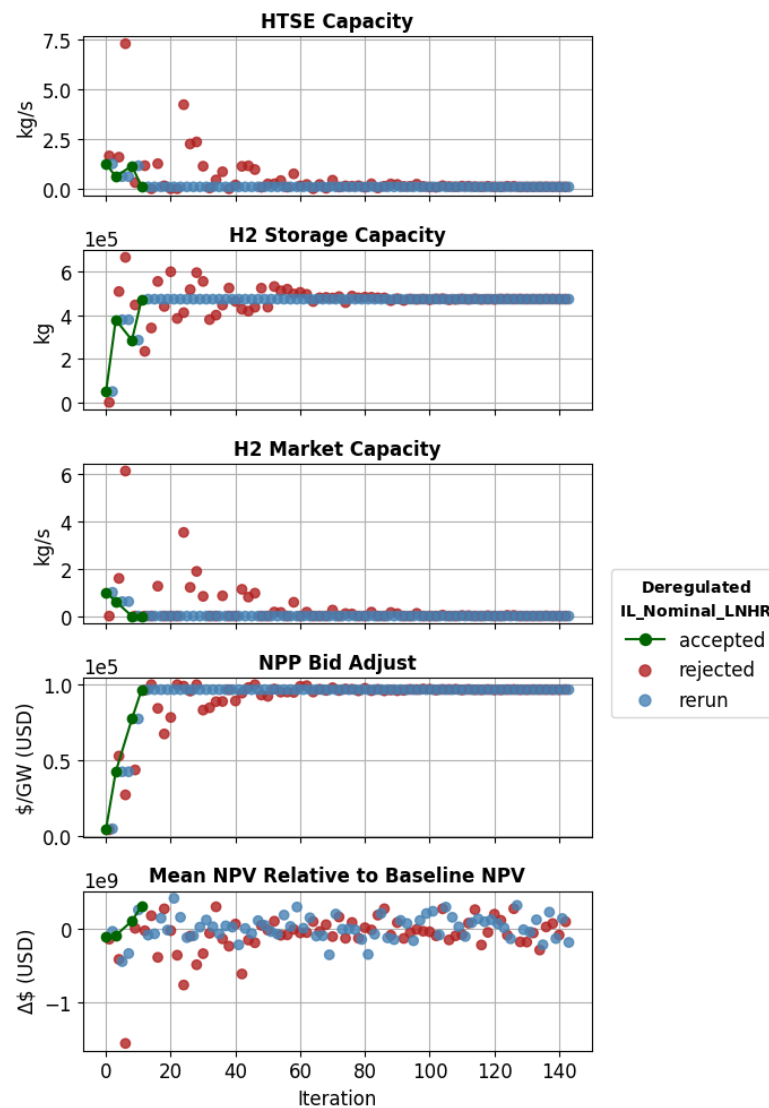 HTSE Capacity
7.5
5.0
2.5
0.0
kg/s
H2 Storage Capacity
1e5
6
4
2
0
kg
H2 Market Capacity
6
4
2
0
kg/s
NPP Bid Adjust
1e5
1.0
0.5
0.0
$/GW (USD)
Mean NPV Relative to Baseline NPV
1e9
0
−1
Δ$ (USD)
0 20 40 60 80 100 120 140
Iteration
Deregulated
IL_Nominal_LNHR
accepted
rejected
rerun